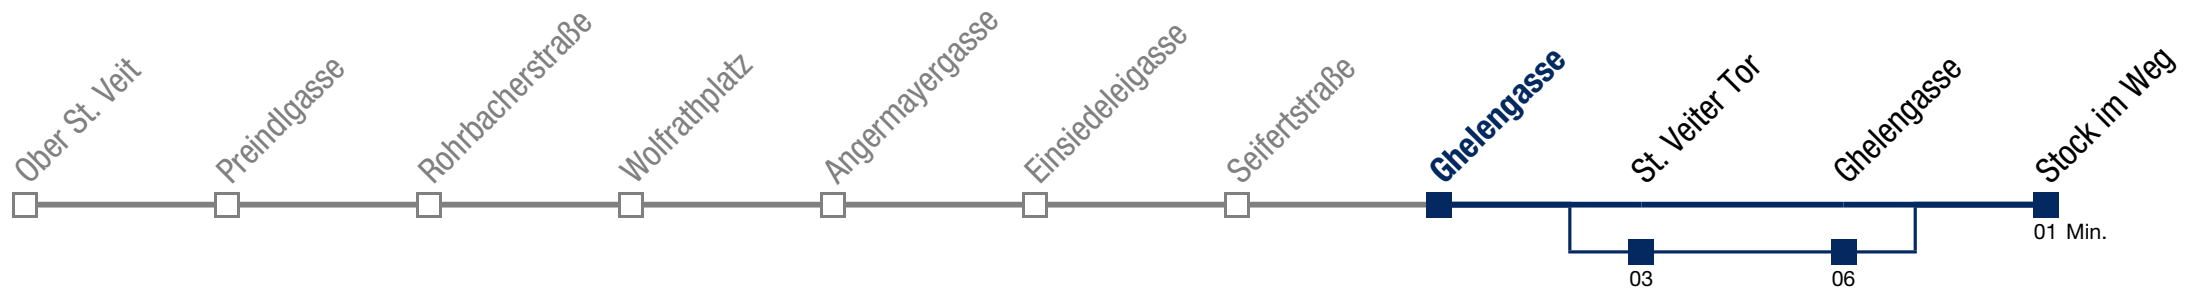 Ober St. Veit
Preindlgasse
Rohrbacherstraße
Wolfrathplatz
Angermayergasse
Einsiedeleigasse
Seifertstraße
Ghelengasse
St. Veiter Tor
Ghelengasse
Stock im Weg
01 Min.
03
06